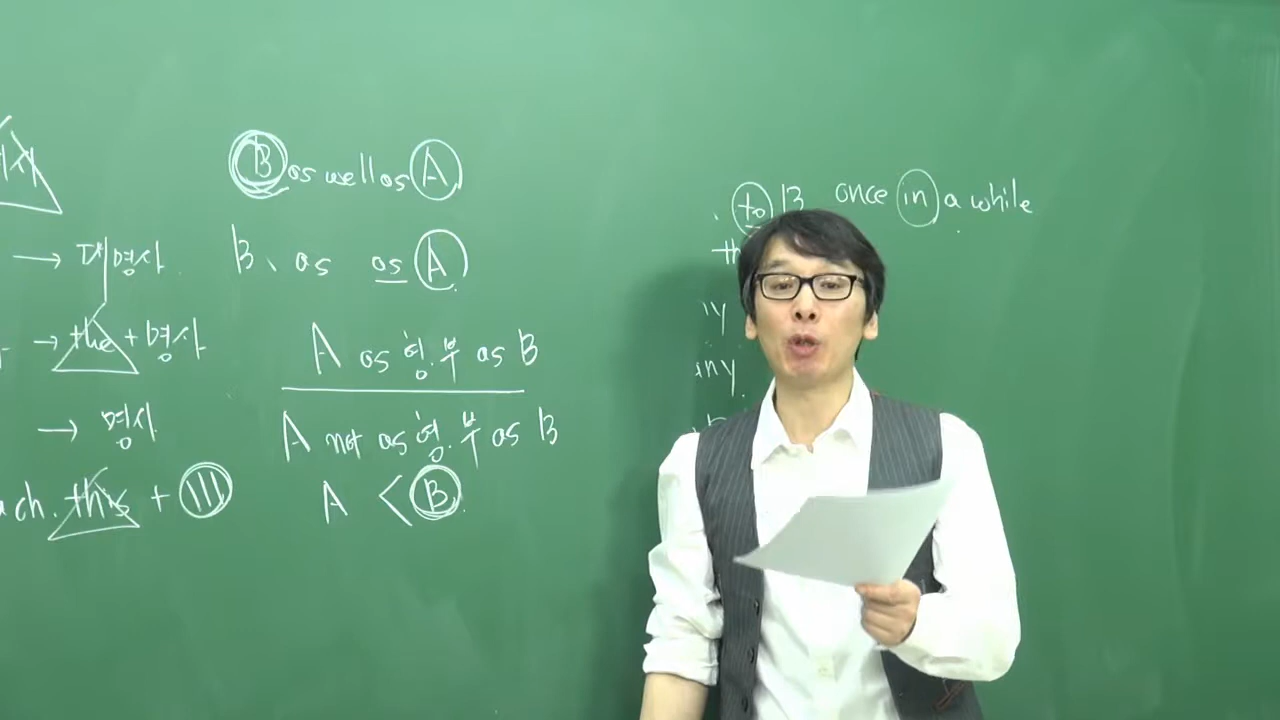 B as well as A
to B once in a while
→ 대명사
B, as as A
→ the + 명사
A as 형.부 as B
any.
→ 명사
A not as 형.부 as B
ach. this + III
A < B